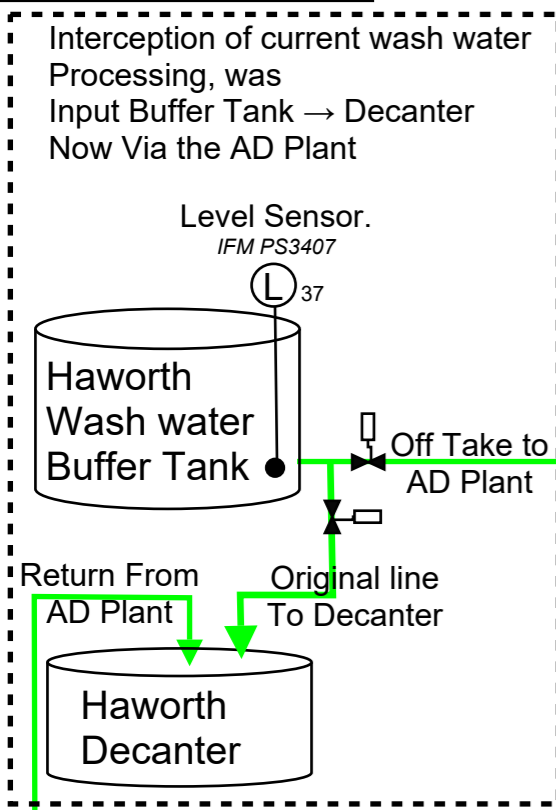 Interception of current wash water
Processing, was
Input Buffer Tank → Decanter
Now Via the AD Plant
Level Sensor.
IFM PS3407
L
37
Haworth
Wash water
Buffer Tank
Off Take to
AD Plant
Return From
AD Plant
Original line
To Decanter
Haworth
Decanter